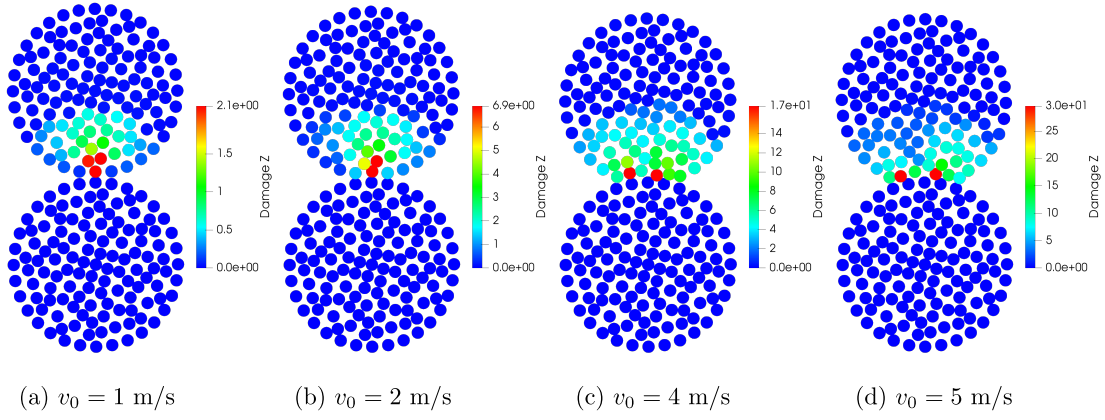 2.1e+00
1.5
1
0.5
0.0e+00
Damage Z
6.9e+00
6
5
4
3
2
1
0.0e+00
Damage Z
1.7e+01
14
12
10
8
6
4
2
0.0e+00
Damage Z
3.0e+01
25
20
15
10
5
0.0e+00
Damage Z
(a) v₀ = 1 m/s
(b) v₀ = 2 m/s
(c) v₀ = 4 m/s
(d) v₀ = 5 m/s